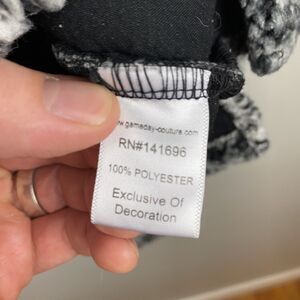 www.gameday-couture.com
RN#141696
100% POLYESTER
Exclusive Of
Decoration